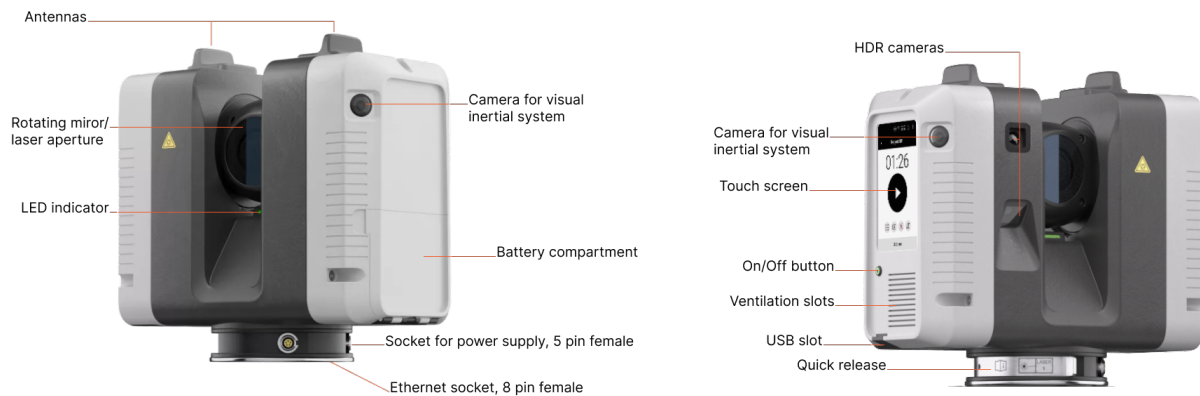 Antennas
Rotating miror/
laser aperture
LED indicator
Camera for visual
inertial system
Battery compartment
Socket for power supply, 5 pin female
Ethernet socket, 8 pin female
HDR cameras
Camera for visual
inertial system
Touch screen
01:26
On/Off button
Ventilation slots
USB slot
Quick release
LASER
1